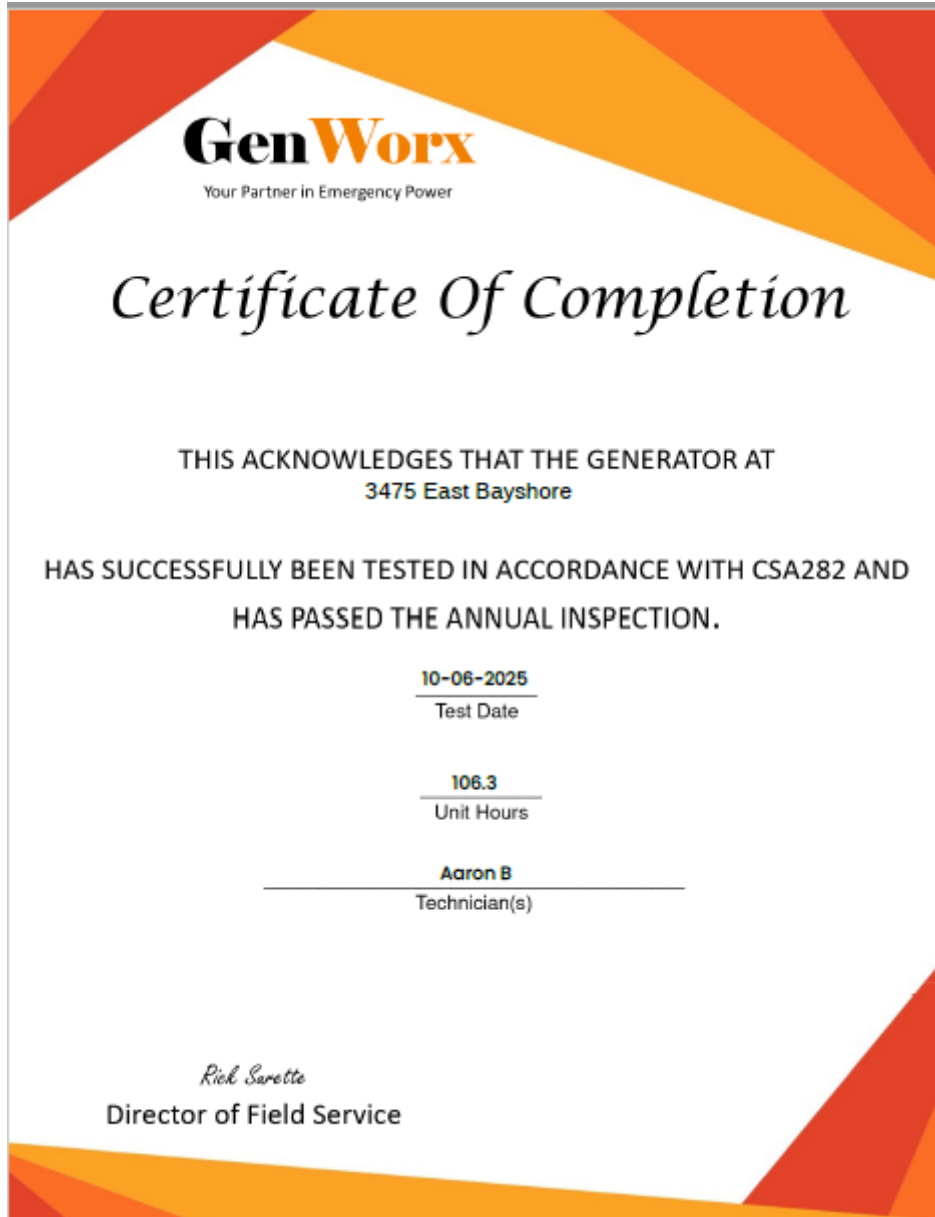 GenWorx
Your Partner in Emergency Power
Certificate Of Completion
THIS ACKNOWLEDGES THAT THE GENERATOR AT
3475 East Bayshore
HAS SUCCESSFULLY BEEN TESTED IN ACCORDANCE WITH CSA282 AND
HAS PASSED THE ANNUAL INSPECTION.
10-06-2025
Test Date
106.3
Unit Hours
Aaron B
Technician(s)
Rick Surette
Director of Field Service